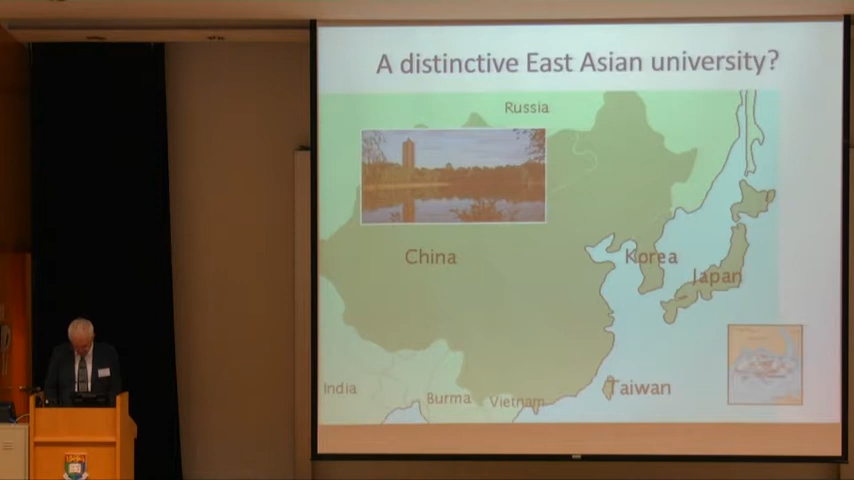 A distinctive East Asian university?
Russia
China
Korea
Japan
India
Burma
Vietnam
Taiwan